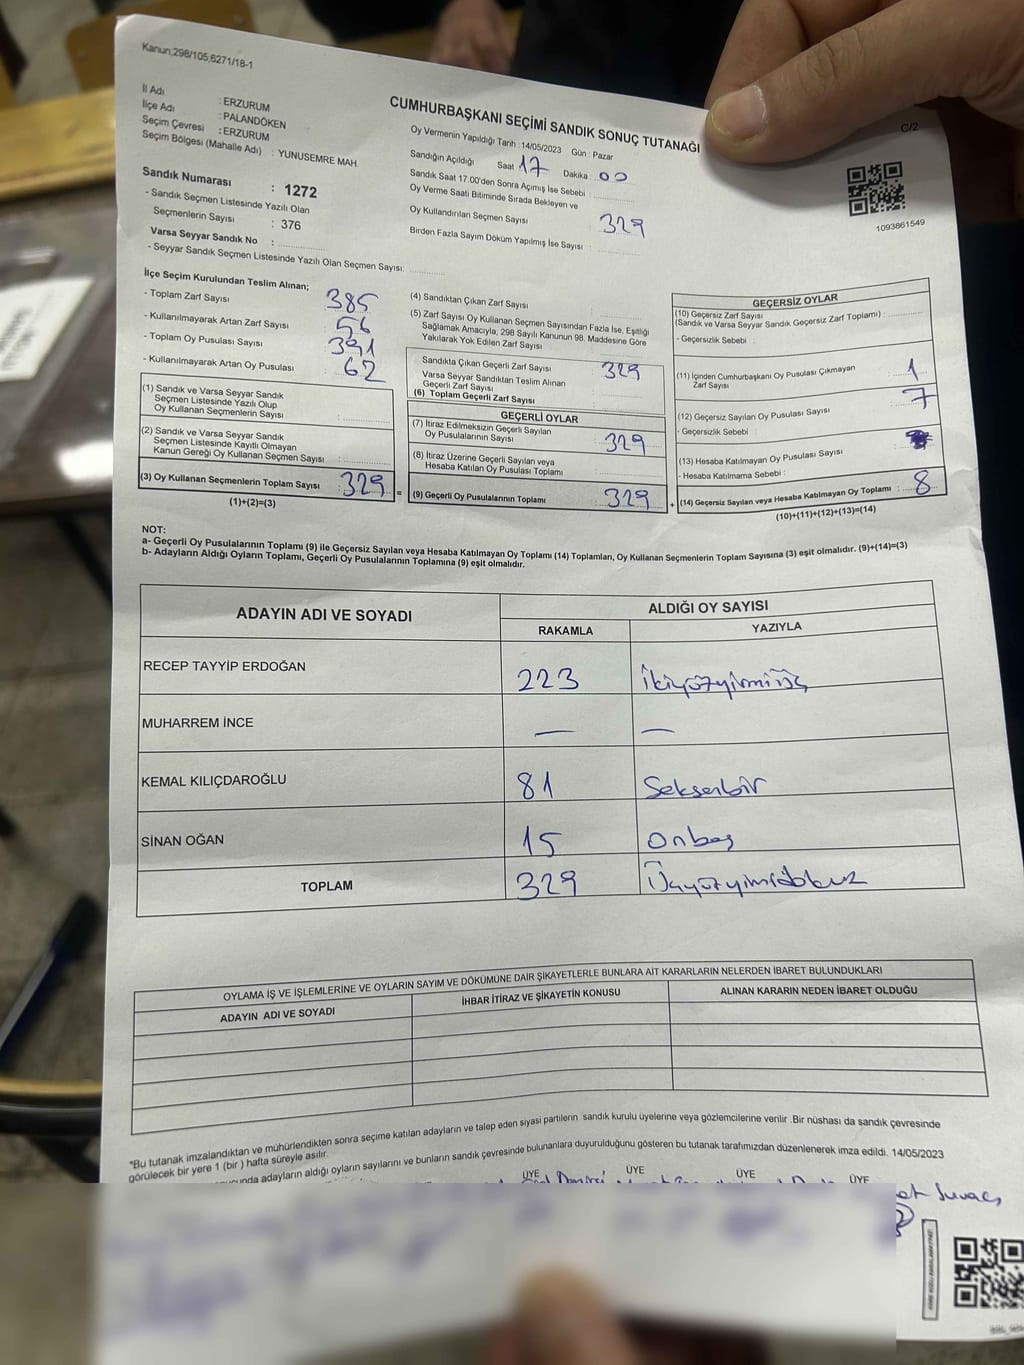 Kanun;298/105,6271/18-1
İl Adı : ERZURUM
İlçe Adı : PALANDÖKEN
Seçim Çevresi : ERZURUM
Seçim Bölgesi (Mahalle Adı) : YUNUSEMRE MAH.
Sandık Numarası : 1272
- Sandık Seçmen Listesinde Yazılı Olan
Seçmenlerin Sayısı : 376
Varsa Seyyar Sandık No :
- Seyyar Sandık Seçmen Listesinde Yazılı Olan Seçmen Sayısı:
CUMHURBAŞKANI SEÇİMİ SANDIK SONUÇ TUTANAĞI
C/2
Oy Vermenin Yapıldığı Tarih :14/05/2023 Gün : Pazar
Sandığın Açıldığı Saat 17 Dakika 00
Sandık Saat 17.00'den Sonra Açımış İse Sebebi :
Oy Verme Saati Bitiminde Sırada Bekleyen ve
Oy Kullandırılan Seçmen Sayısı 329
Birden Fazla Sayım Döküm Yapılmış İse Sayısı :
1093861549
İlçe Seçim Kurulundan Teslim Alınan;
- Toplam Zarf Sayısı 385
- Kullanılmayarak Artan Zarf Sayısı 56
- Toplam Oy Pusulası Sayısı 391
- Kullanılmayarak Artan Oy Pusulası 62
(1) Sandık ve Varsa Seyyar Sandık
Seçmen Listesinde Yazılı Olup
Oy Kullanan Seçmenlerin Sayısı :
(2) Sandık ve Varsa Seyyar Sandık
Seçmen Listesinde Kayıtlı Olmayan
Kanun Gereği Oy Kullanan Seçmen Sayısı :
(3) Oy Kullanan Seçmenlerin Toplam Sayısı : 329
(1)+(2)=(3)
=
(4) Sandıktan Çıkan Zarf Sayısı :
(5) Zarf Sayısı Oy Kullanan Seçmen Sayısından Fazla İse, Eşitliği
Sağlamak Amacıyla, 298 Sayılı Kanunun 98. Maddesine Göre
Yakılarak Yok Edilen Zarf Sayısı
Sandıkta Çıkan Geçerli Zarf Sayısı 329
Varsa Seyyar Sandıktan Teslim Alınan
Geçerli Zarf Sayısı
(6) Toplam Geçerli Zarf Sayısı
GEÇERLİ OYLAR
(7) İtiraz Edilmeksizin Geçerli Sayılan
Oy Pusulalarının Sayısı : 329
(8) İtiraz Üzerine Geçerli Sayılan veya
Hesaba Katılan Oy Pusulası Toplamı
(9) Geçerli Oy Pusulalarının Toplamı 329
+
GEÇERSİZ OYLAR
(10) Geçersiz Zarf Sayısı
(Sandık ve Varsa Seyyar Sandık Geçersiz Zarf Toplamı) :
- Geçersizlik Sebebi :
(11) İçinden Cumhurbaşkanı Oy Pusulası Çıkmayan
Zarf Sayısı 1
(12) Geçersiz Sayılan Oy Pusulası Sayısı 7
- Geçersizlik Sebebi :
(13) Hesaba Katılmayan Oy Pusulası Sayısı
- Hesaba Katılmama Sebebi :
(14) Geçersiz Sayılan veya Hesaba Katılmayan Oy Toplamı : 8
(10)+(11)+(12)+(13)=(14)
NOT:
a- Geçerli Oy Pusulalarının Toplamı (9) ile Geçersiz Sayılan veya Hesaba Katılmayan Oy Toplamı (14) Toplamları, Oy Kullanan Seçmenlerin Toplam Sayısına (3) eşit olmalıdır. (9)+(14)=(3)
b- Adayların Aldığı Oyların Toplamı, Geçerli Oy Pusulalarının Toplamına (9) eşit olmalıdır.
ADAYIN ADI VE SOYADI ALDIĞI OY SAYISI
RAKAMLA YAZIYLA
RECEP TAYYİP ERDOĞAN 223 İkiyüzyirmiüç
MUHARREM İNCE — —
KEMAL KILIÇDAROĞLU 81 Seksenbir
SİNAN OĞAN 15 Onbeş
TOPLAM 329
OYLAMA İŞ VE İŞLEMLERİNE VE OYLARIN SAYIM VE DÖKÜMÜNE DAİR ŞİKAYETLERLE BUNLARA AİT KARARLARIN NELERDEN İBARET BULUNDUKLARI
ADAYIN ADI VE SOYADI İHBAR İTİRAZ VE ŞİKAYETİN KONUSU ALINAN KARARIN NEDEN İBARET OLDUĞU
*Bu tutanak imzalandıktan ve mühürlendikten sonra seçime katılan adayların ve talep eden siyasi partilerin sandık kurulu üyelerine veya gözlemcilerine verilir .Bir nüshası da sandık çevresinde
görülecek bir yere 1 (bir ) hafta süreyle asılır.
adayların aldığı oyların sayılarını ve bunların sandık çevresinde bulunanlara duyurulduğunu gösteren bu tutanak tarafımızdan düzenlenerek imza edildi. 14/05/2023
ÜYE ÜYE ÜYE ÜYE